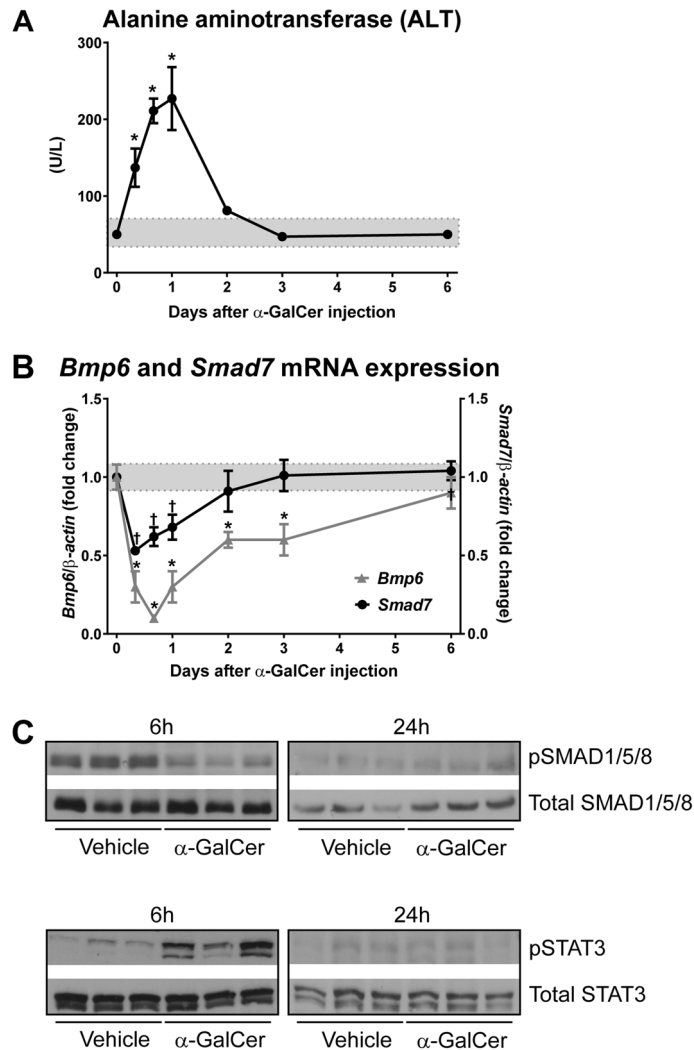 A
Alanine aminotransferase (ALT)
300
200
100
0
(U/L)
*
*
*
0 1 2 3 4 5 6
Days after α-GalCer injection
B
Bmp6 and Smad7 mRNA expression
1.5
1.0
0.5
0.0
Bmp6/β-actin (fold change)
1.5
1.0
0.5
0.0
Smad7/β-actin (fold change)
† † †
* * * * *
Bmp6
Smad7
0 1 2 3 4 5 6
Days after α-GalCer injection
C
6h 24h
pSMAD1/5/8
Total SMAD1/5/8
Vehicle α-GalCer Vehicle α-GalCer
6h 24h
pSTAT3
Total STAT3
Vehicle α-GalCer Vehicle α-GalCer